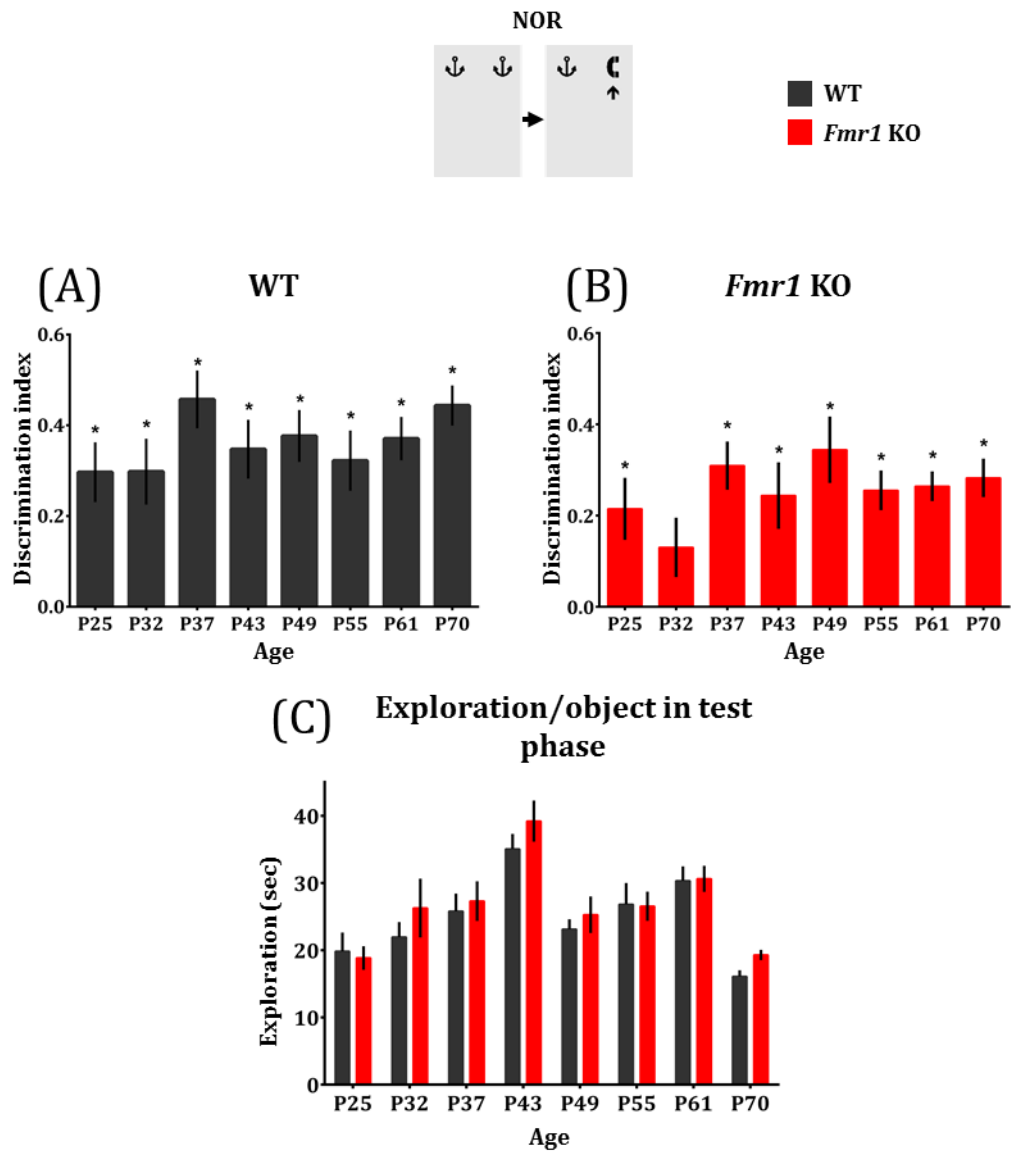 NOR
WT
Fmr1 KO
(A)
WT
Discrimination index
0.6
0.4
0.2
0.0
* * * * * * * *
P25 P32 P37 P43 P49 P55 P61 P70
Age
(B)
Fmr1 KO
Discrimination index
0.6
0.4
0.2
0.0
* * * * * * *
P25 P32 P37 P43 P49 P55 P61 P70
Age
(C)
Exploration/object in test
phase
Exploration (sec)
40
30
20
10
0
P25 P32 P37 P43 P49 P55 P61 P70
Age